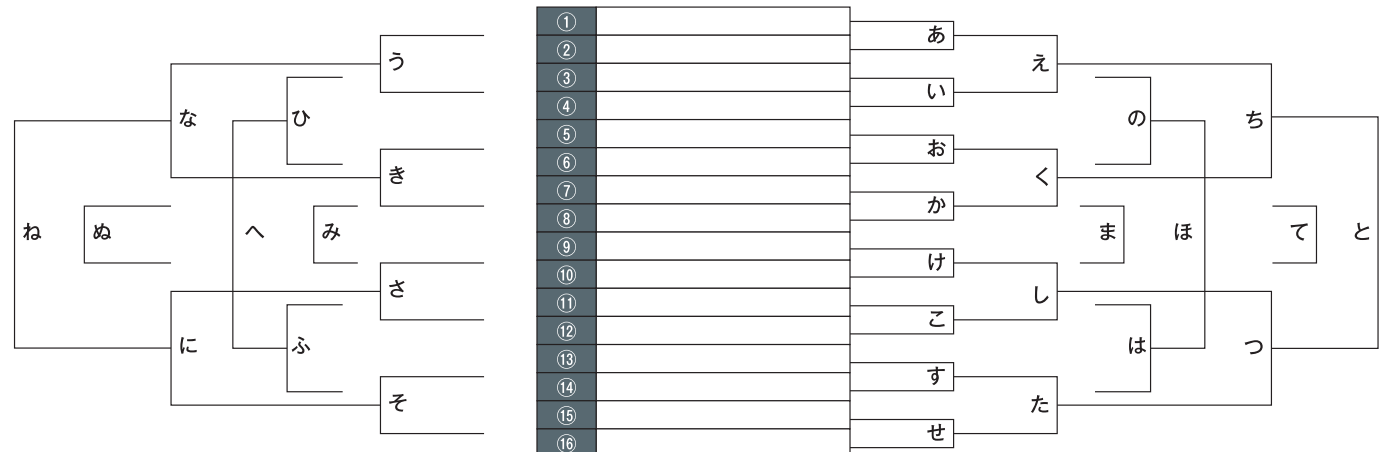 ①
②
③
④
⑤
⑥
⑦
⑧
⑨
⑩
⑪
⑫
⑬
⑭
⑮
⑯
う
な
ひ
き
ね
ぬ
へ
み
さ
に
ふ
そ
あ
え
い
の
ち
お
く
か
ま
ほ
て
と
け
し
こ
は
つ
す
た
せ